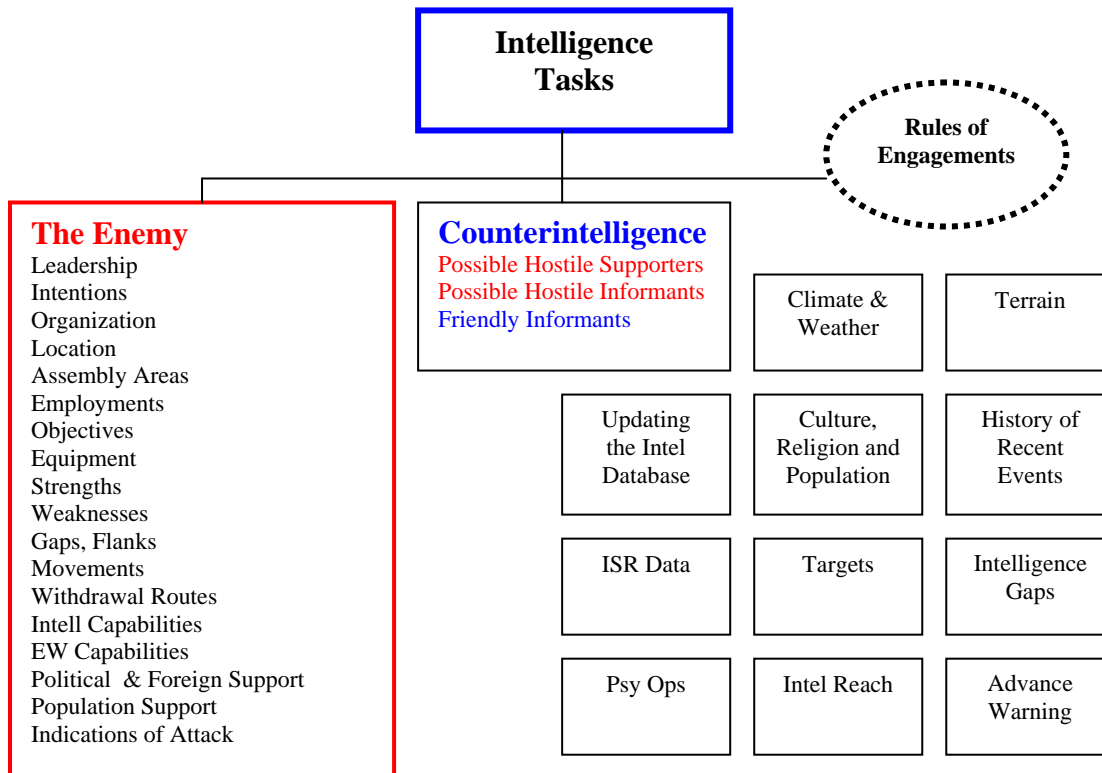 Intelligence
Tasks
Rules of
Engagements
The Enemy
Leadership
Intentions
Organization
Location
Assembly Areas
Employments
Objectives
Equipment
Strengths
Weaknesses
Gaps, Flanks
Movements
Withdrawal Routes
Intell Capabilities
EW Capabilities
Political & Foreign Support
Population Support
Indications of Attack
Counterintelligence
Possible Hostile Supporters
Possible Hostile Informants
Friendly Informants
Climate &
Weather
Terrain
Updating
the Intel
Database
Culture,
Religion and
Population
History of
Recent
Events
ISR Data
Targets
Intelligence
Gaps
Psy Ops
Intel Reach
Advance
Warning